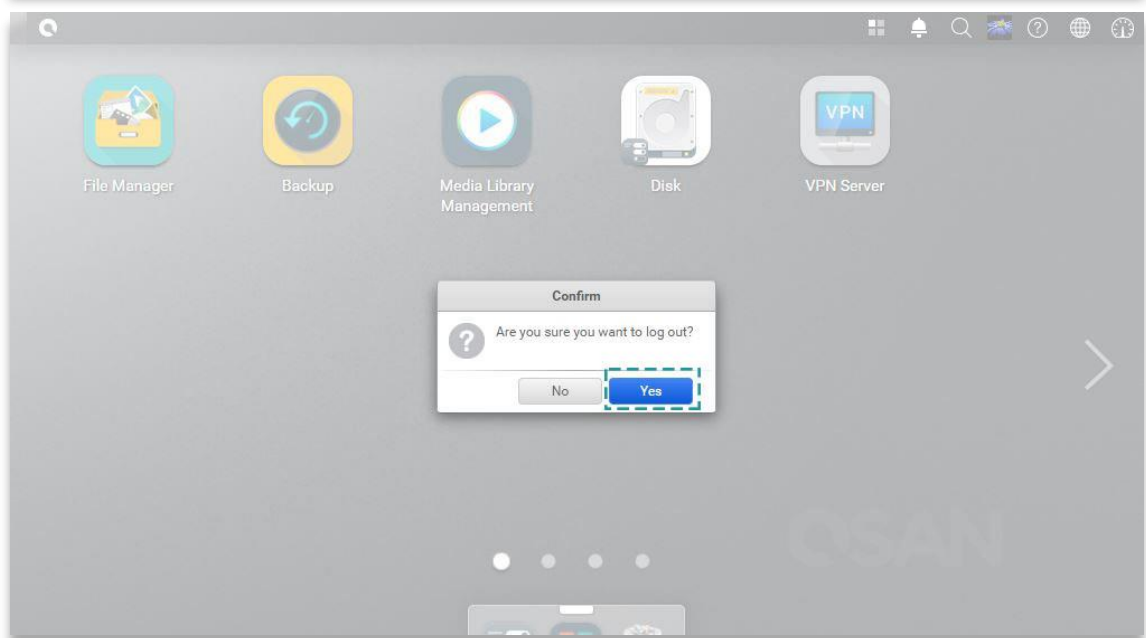 File Manager
Backup
Media Library
Management
Disk
VPN
VPN Server
Confirm
Are you sure you want to log out?
No
Yes
QSAN